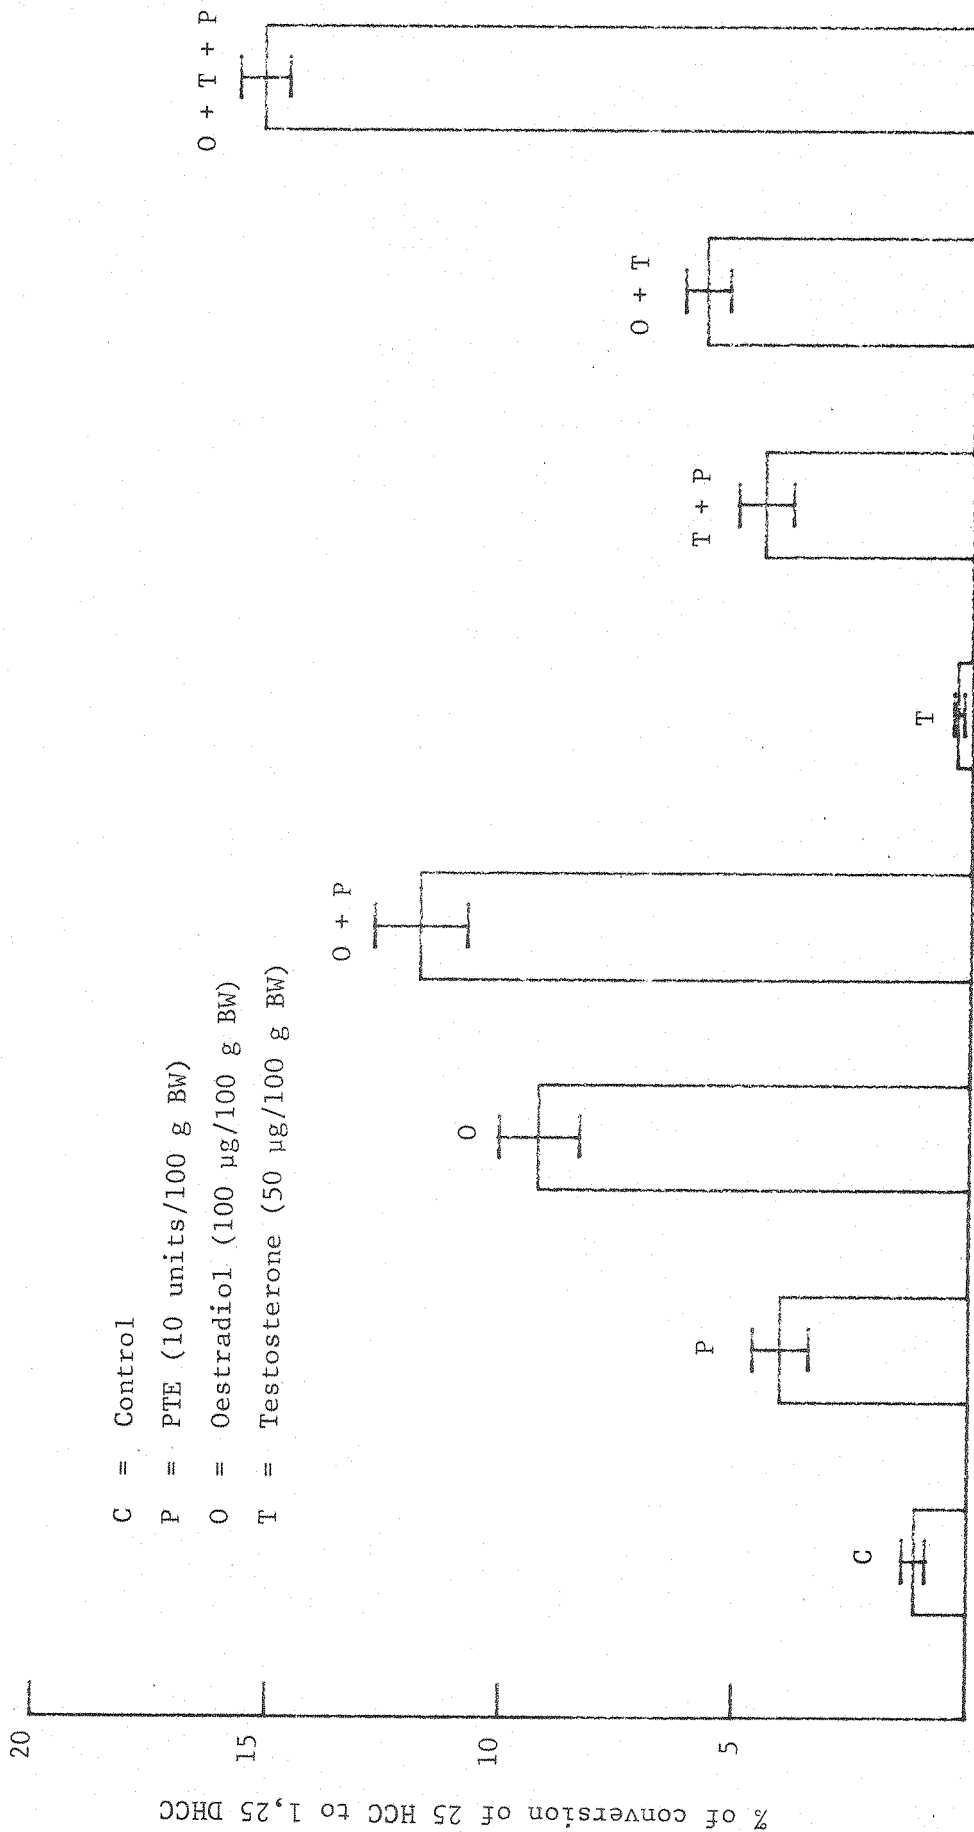 C = Control
P = PTE (10 units/100 g BW)
O = Oestradiol (100 µg/100 g BW)
T = Testosterone (50 µg/100 g BW)
% of conversion of 25 HCC to 1,25 DHCC
20
15
10
5
C
P
O
O + P
T
T + P
O + T
O + T + P